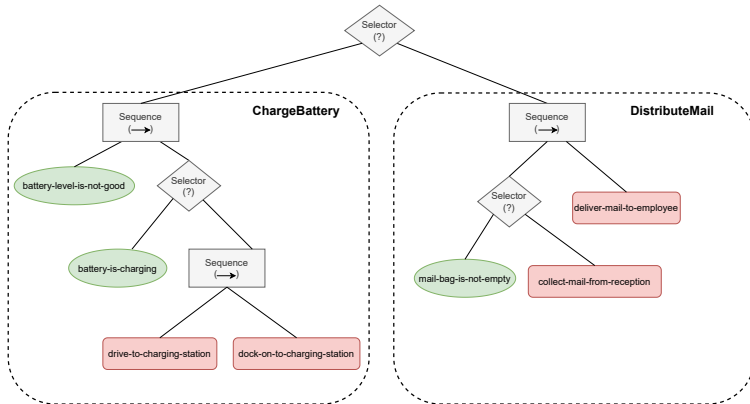 Selector
(?)
ChargeBattery
DistributeMail
Sequence
(→)
Sequence
(→)
battery-level-is-not-good
Selector
(?)
Selector
(?)
deliver-mail-to-employee
battery-is-charging
Sequence
(→)
mail-bag-is-not-empty
collect-mail-from-reception
drive-to-charging-station
dock-on-to-charging-station